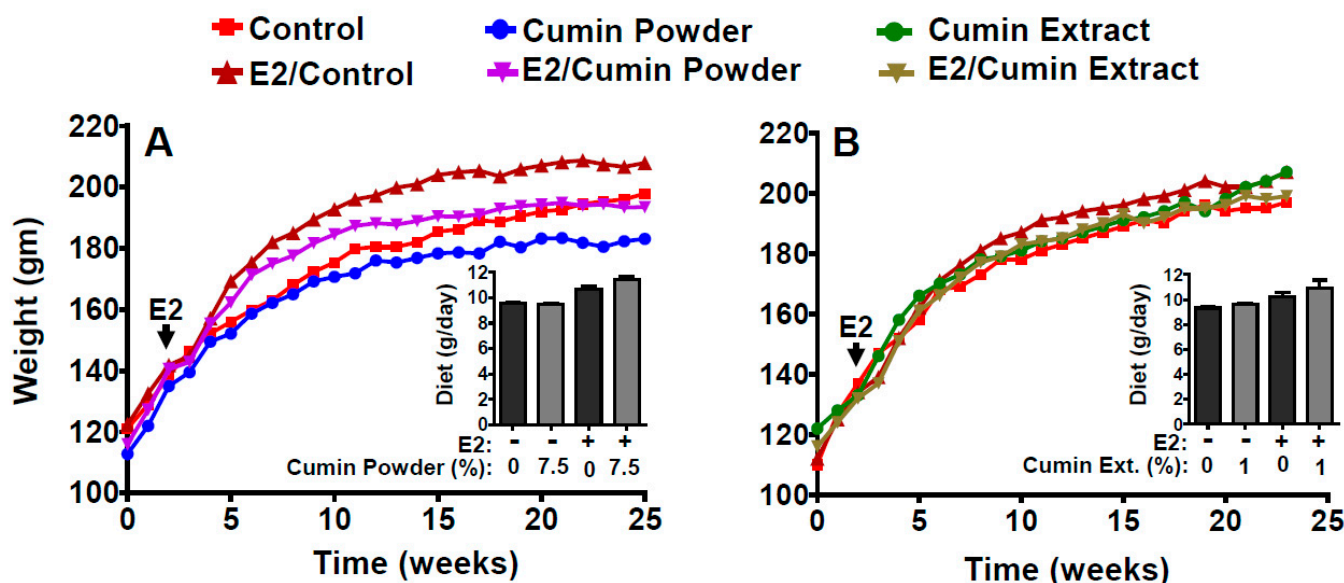 Control Cumin Powder Cumin Extract
E2/Control E2/Cumin Powder E2/Cumin Extract
A
220
200
180
160
140
120
100
Weight (gm)
E2
0 5 10 15 20 25
Time (weeks)
12
10
8
6
4
2
0
Diet (g/day)
E2: - - + +
Cumin Powder (%): 0 7.5 0 7.5
B
220
200
180
160
140
120
100
E2
0 5 10 15 20 25
Time (weeks)
12
10
8
6
4
2
0
Diet (g/day)
E2: - - + +
Cumin Ext. (%): 0 1 0 1